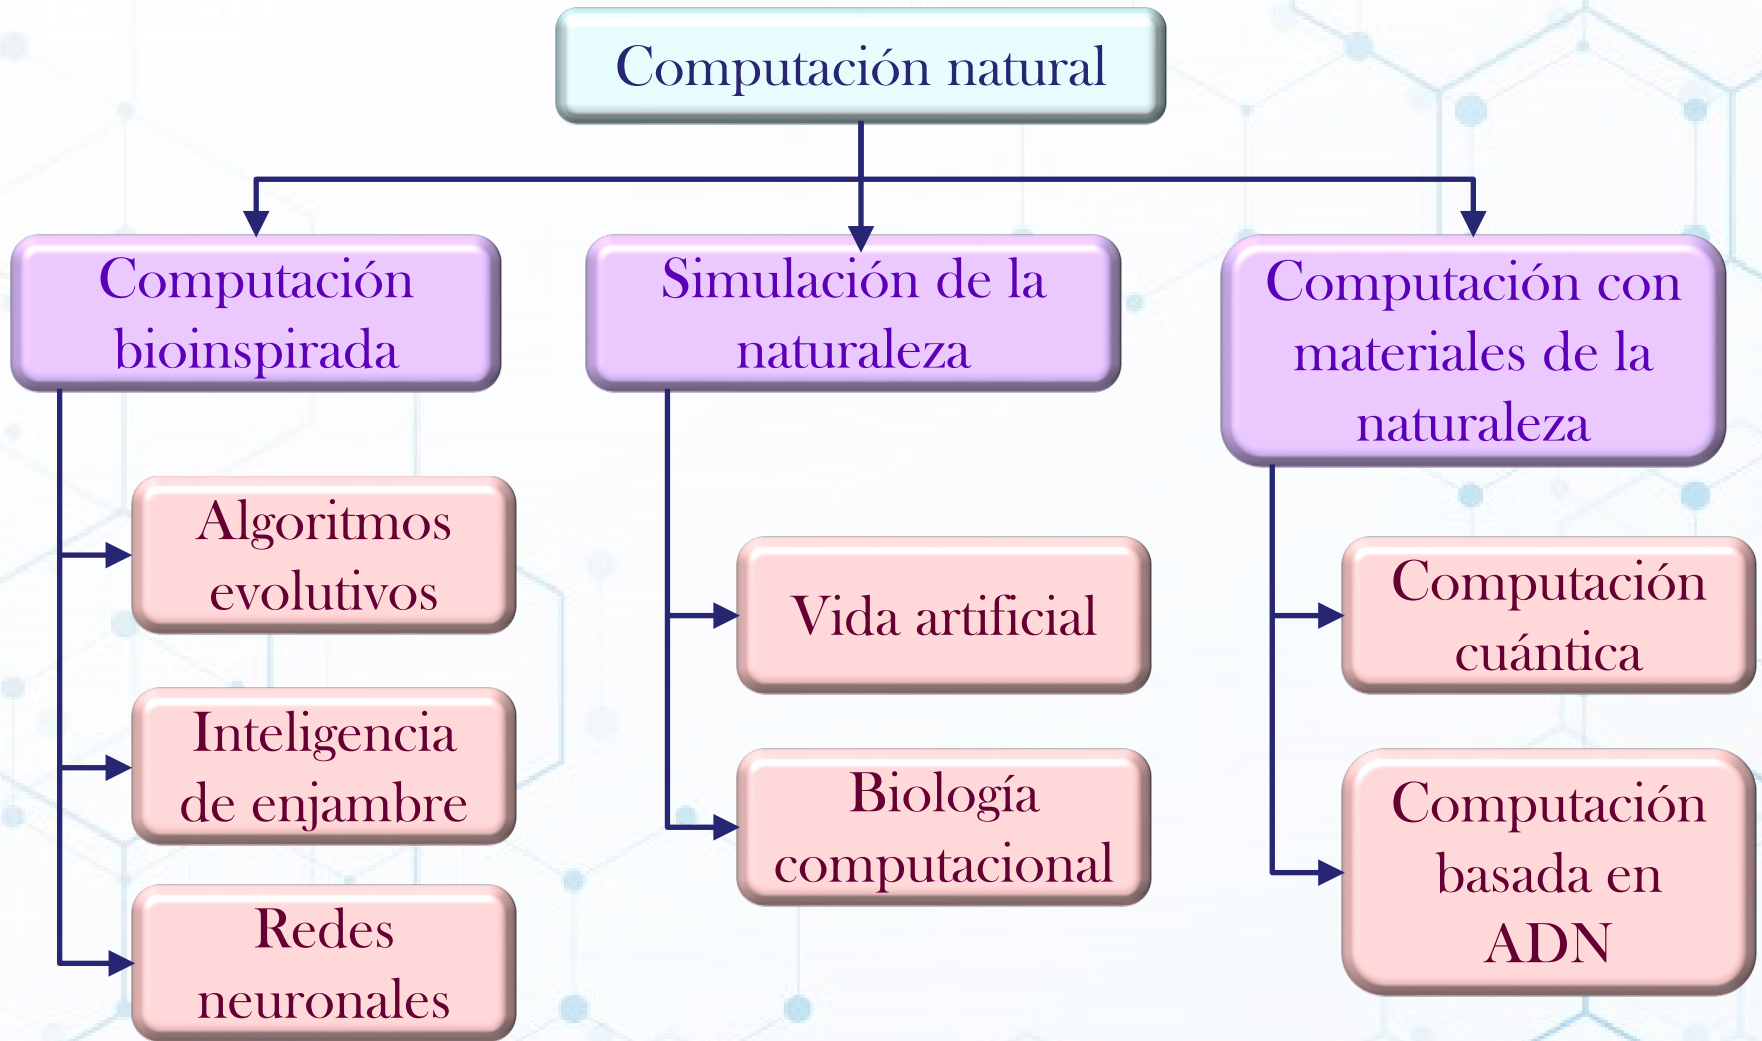 Computación natural
Computación
bioinspirada
Algoritmos
evolutivos
Inteligencia
de enjambre
Redes
neuronales
Simulación de la
naturaleza
Vida artificial
Biología
computacional
Computación con
materiales de la
naturaleza
Computación
cuántica
Computación
basada en
ADN